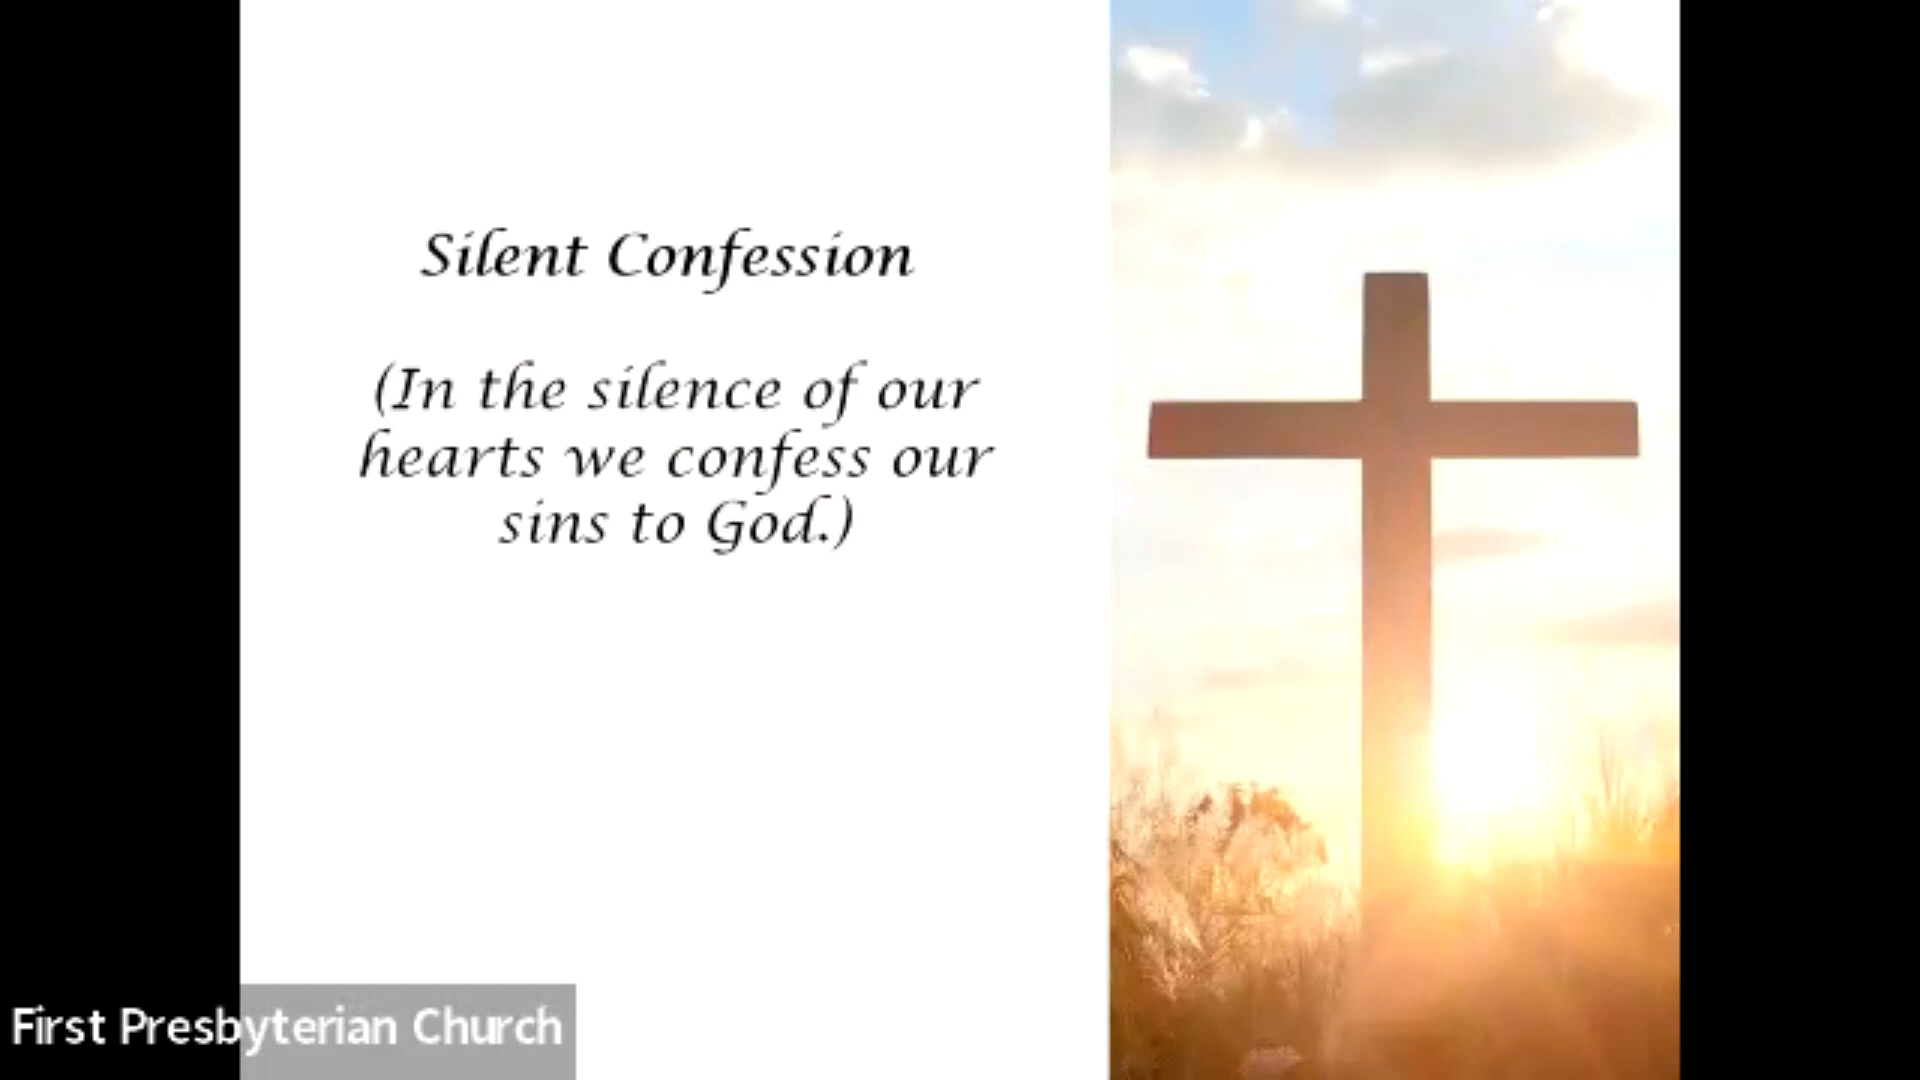 Silent Confession
(In the silence of our
hearts we confess our
sins to God.)
First Presbyterian Church